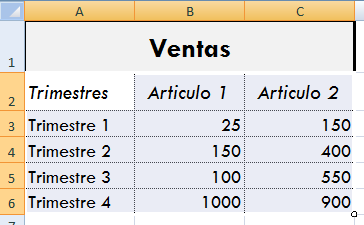 A B C
1 Ventas
2 Trimestres Articulo 1 Articulo 2
3 Trimestre 1 25 150
4 Trimestre 2 150 400
5 Trimestre 3 100 550
6 Trimestre 4 1000 900